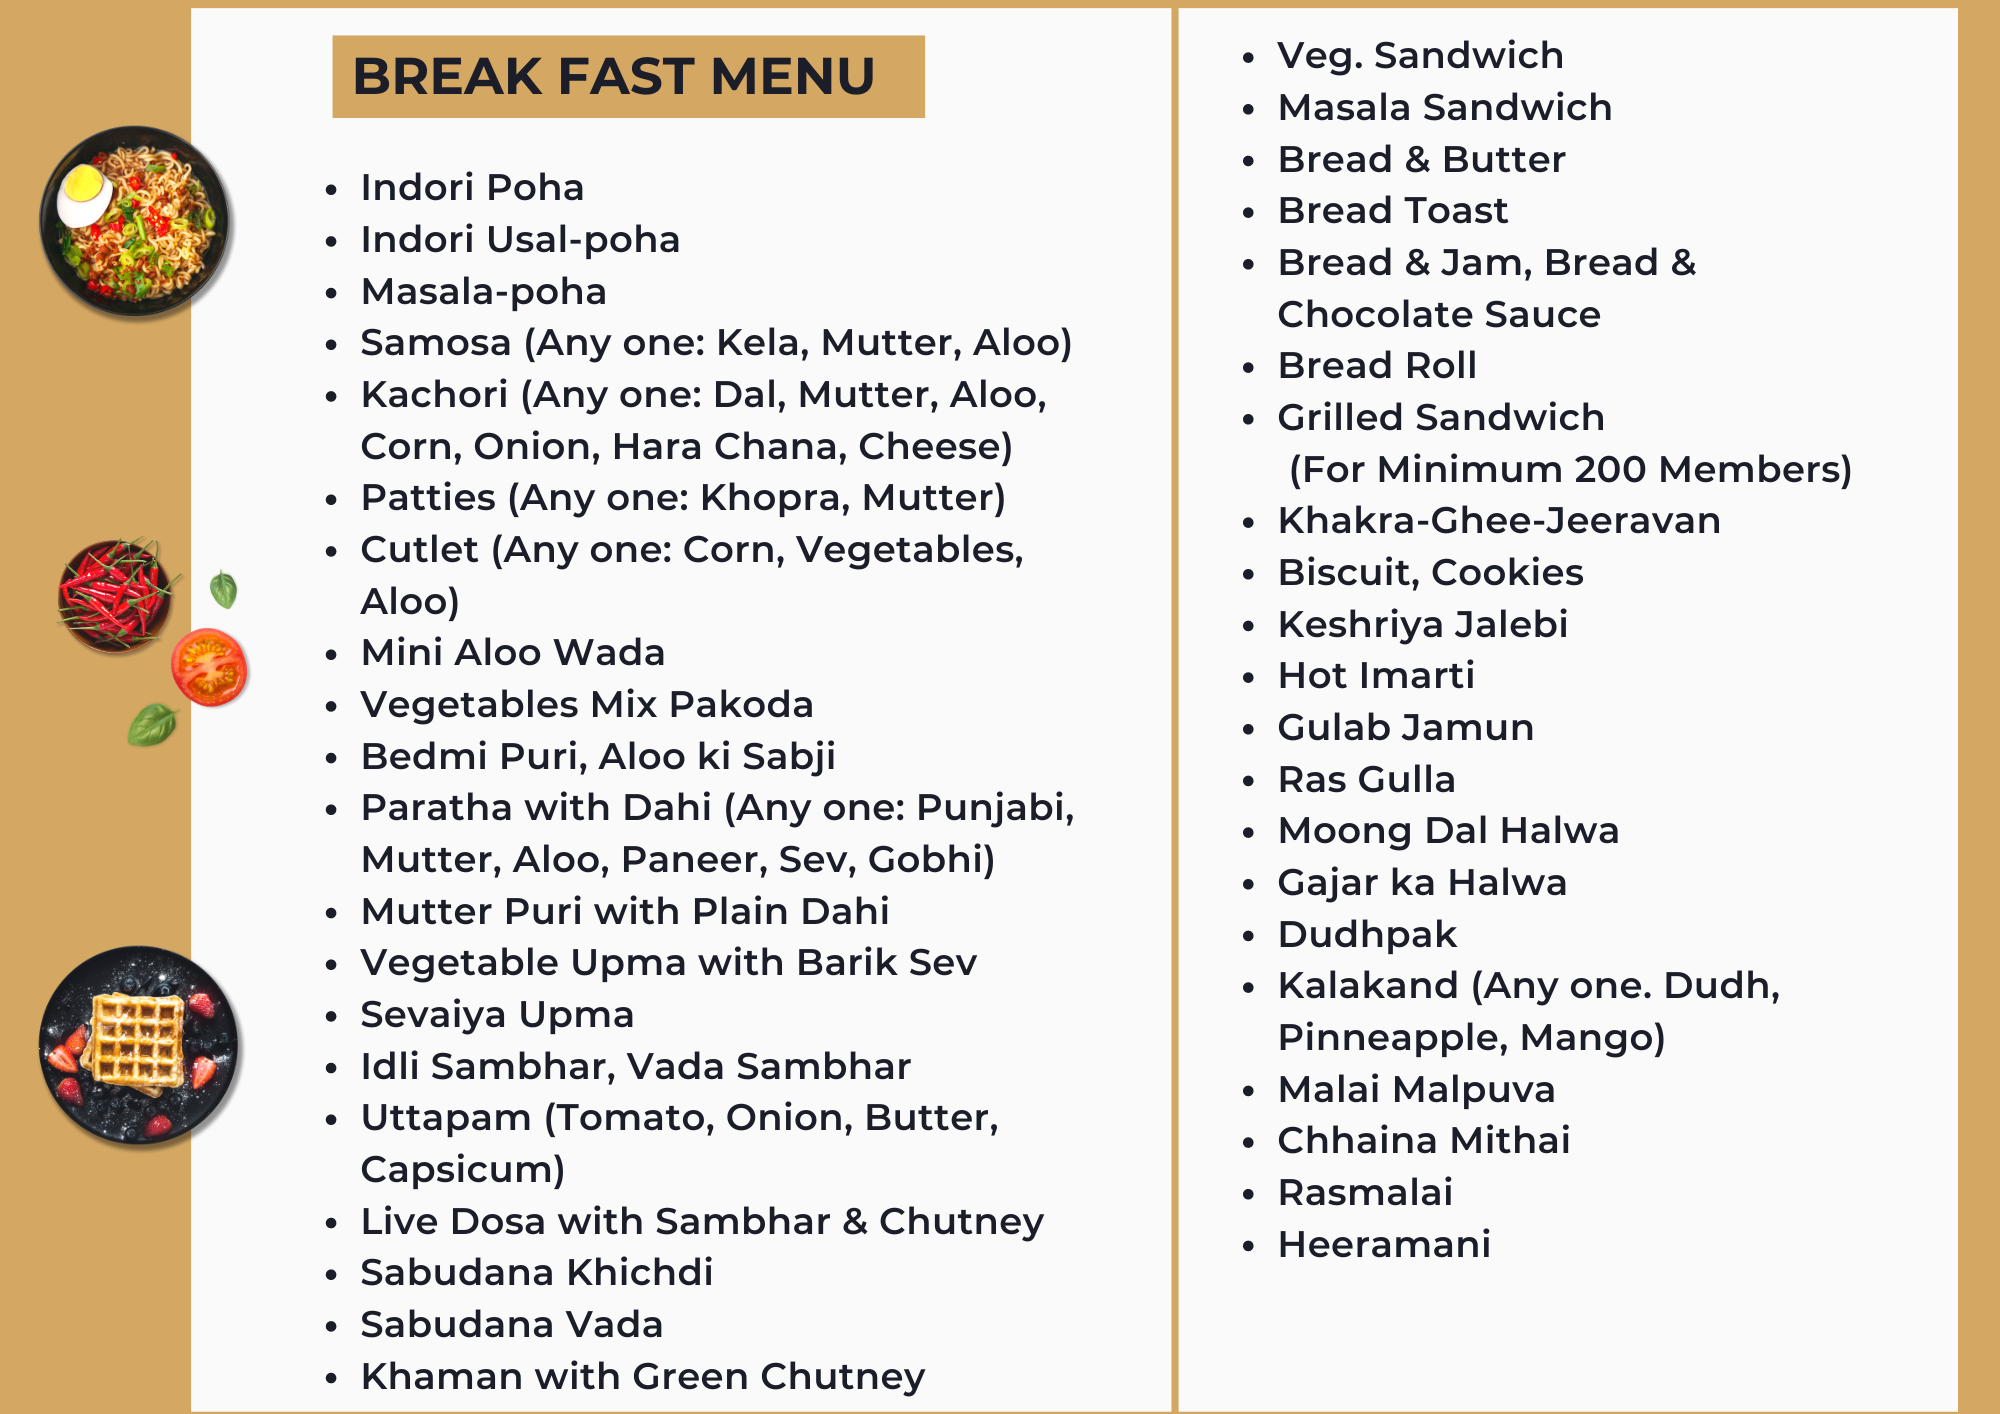 BREAK FAST MENU
• Indori Poha
• Indori Usal-poha
• Masala-poha
• Samosa (Any one: Kela, Mutter, Aloo)
• Kachori (Any one: Dal, Mutter, Aloo,
Corn, Onion, Hara Chana, Cheese)
• Patties (Any one: Khopra, Mutter)
• Cutlet (Any one: Corn, Vegetables,
Aloo)
• Mini Aloo Wada
• Vegetables Mix Pakoda
• Bedmi Puri, Aloo ki Sabji
• Paratha with Dahi (Any one: Punjabi,
Mutter, Aloo, Paneer, Sev, Gobhi)
• Mutter Puri with Plain Dahi
• Vegetable Upma with Barik Sev
• Sevaiya Upma
• Idli Sambhar, Vada Sambhar
• Uttapam (Tomato, Onion, Butter,
Capsicum)
• Live Dosa with Sambhar & Chutney
• Sabudana Khichdi
• Sabudana Vada
• Khaman with Green Chutney
• Veg. Sandwich
• Masala Sandwich
• Bread & Butter
• Bread Toast
• Bread & Jam, Bread &
Chocolate Sauce
• Bread Roll
• Grilled Sandwich
(For Minimum 200 Members)
• Khakra-Ghee-Jeeravan
• Biscuit, Cookies
• Keshriya Jalebi
• Hot Imarti
• Gulab Jamun
• Ras Gulla
• Moong Dal Halwa
• Gajar ka Halwa
• Dudhpak
• Kalakand (Any one. Dudh,
Pinneapple, Mango)
• Malai Malpuva
• Chhaina Mithai
• Rasmalai
• Heeramani